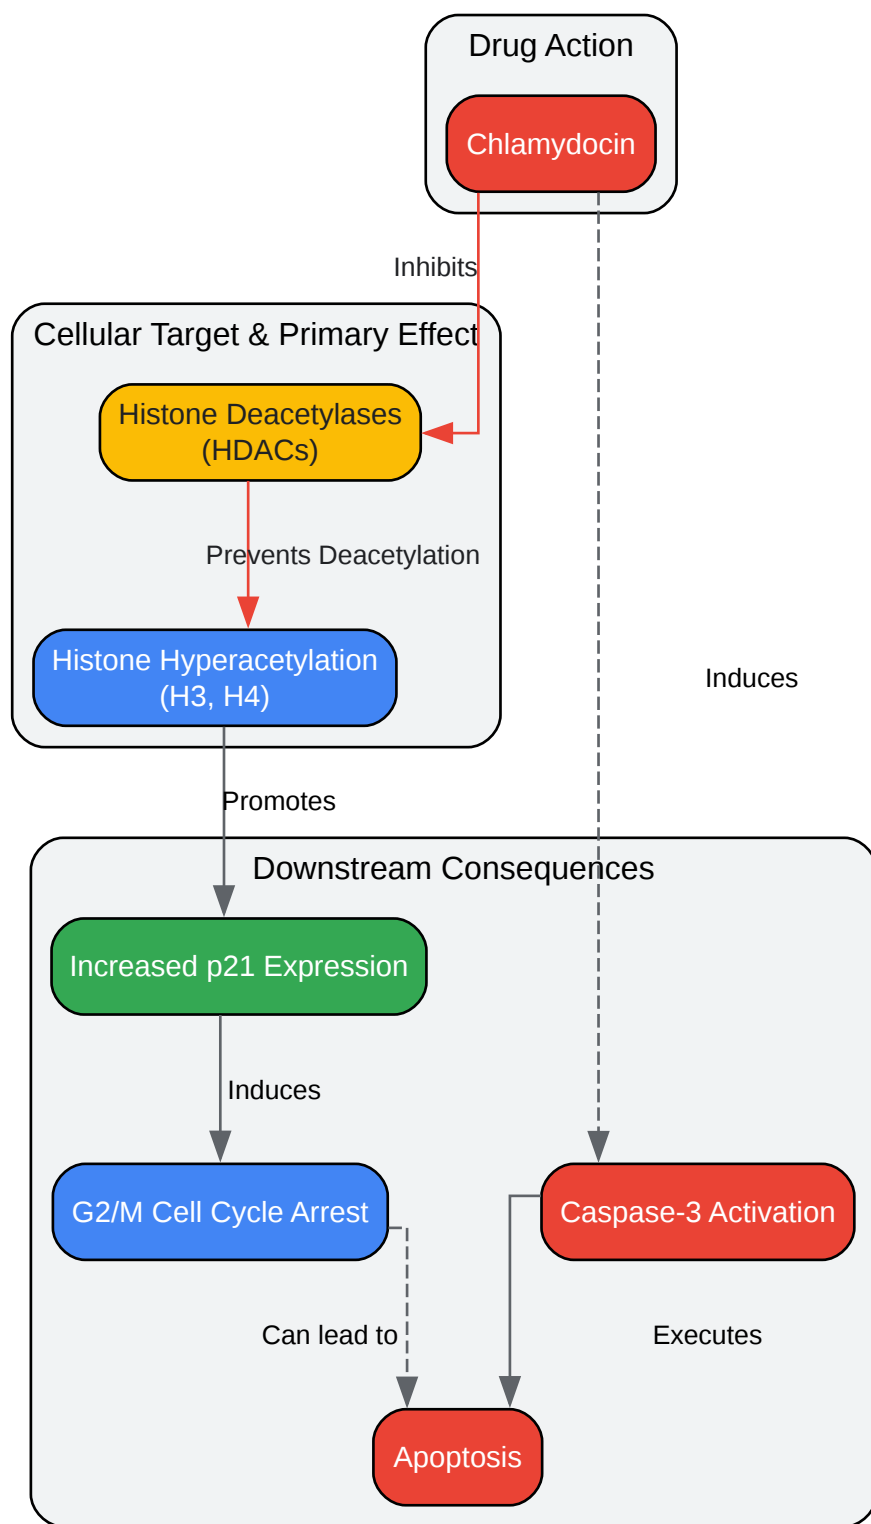 Drug Action
Chlamydocin
Inhibits
Cellular Target & Primary Effect
Histone Deacetylases
(HDACs)
Prevents Deacetylation
Histone Hyperacetylation
(H3, H4)
Induces
Promotes
Downstream Consequences
Increased p21 Expression
Induces
G2/M Cell Cycle Arrest
Caspase-3 Activation
Can lead to
Executes
Apoptosis